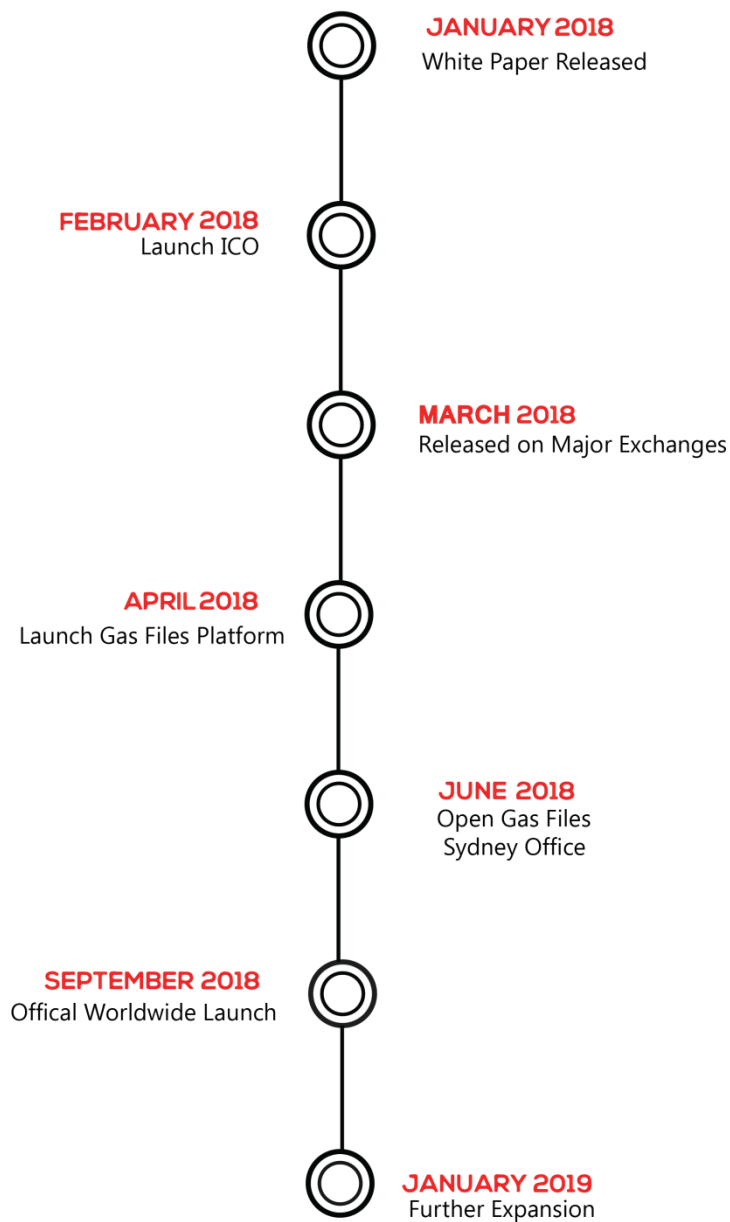 JANUARY 2018
White Paper Released
FEBRUARY 2018
Launch ICO
MARCH 2018
Released on Major Exchanges
APRIL 2018
Launch Gas Files Platform
JUNE 2018
Open Gas Files
Sydney Office
SEPTEMBER 2018
Offical Worldwide Launch
JANUARY 2019
Further Expansion